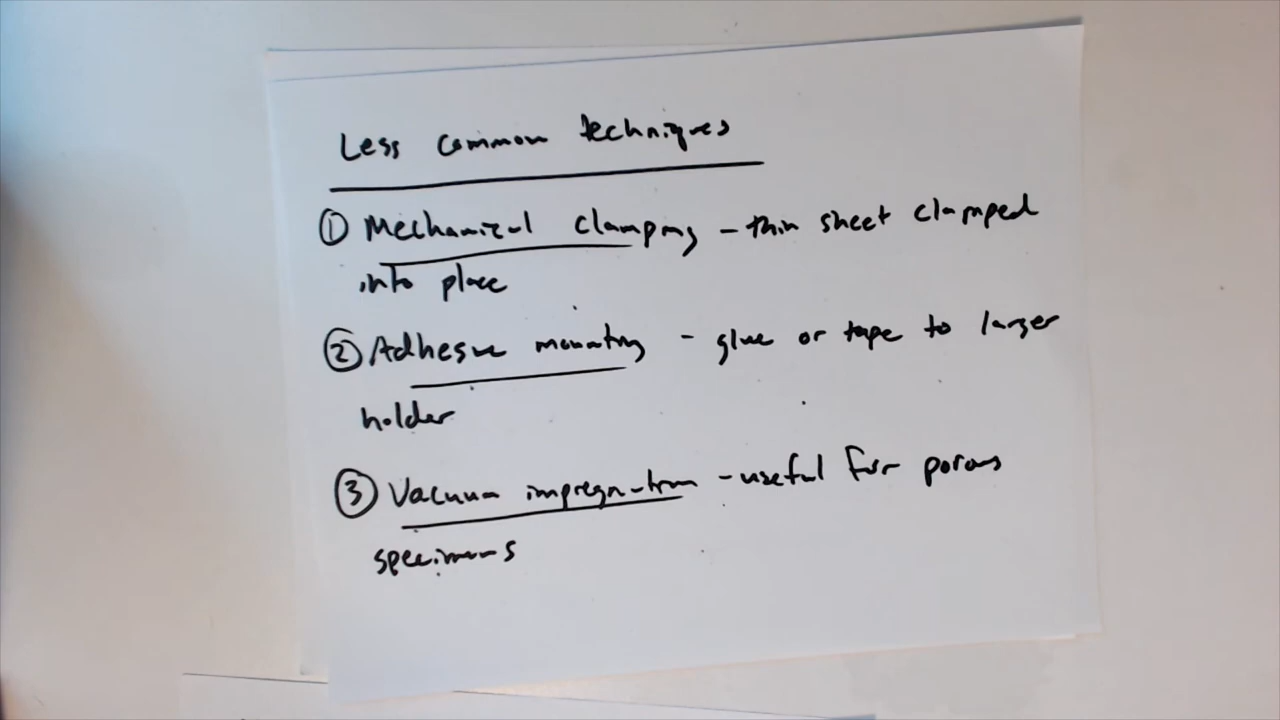 Less common techniques
① Mechanical clamping - thin sheet clamped
into place
② Adhesive mounting - glue or tape to larger
holder
③ Vacuum impregnation - useful for porous
specimens